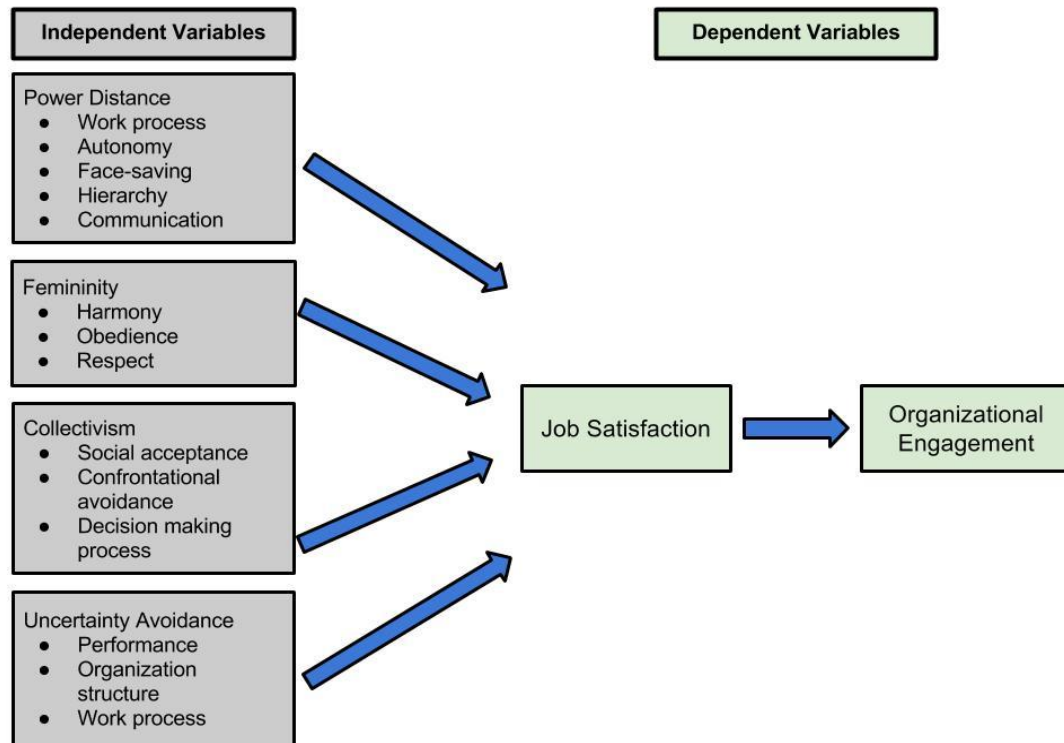 Independent Variables
Dependent Variables
Power Distance
● Work process
● Autonomy
● Face-saving
● Hierarchy
● Communication
Femininity
● Harmony
● Obedience
● Respect
Collectivism
● Social acceptance
● Confrontational
avoidance
● Decision making
process
Uncertainty Avoidance
● Performance
● Organization
structure
● Work process
Job Satisfaction
Organizational
Engagement